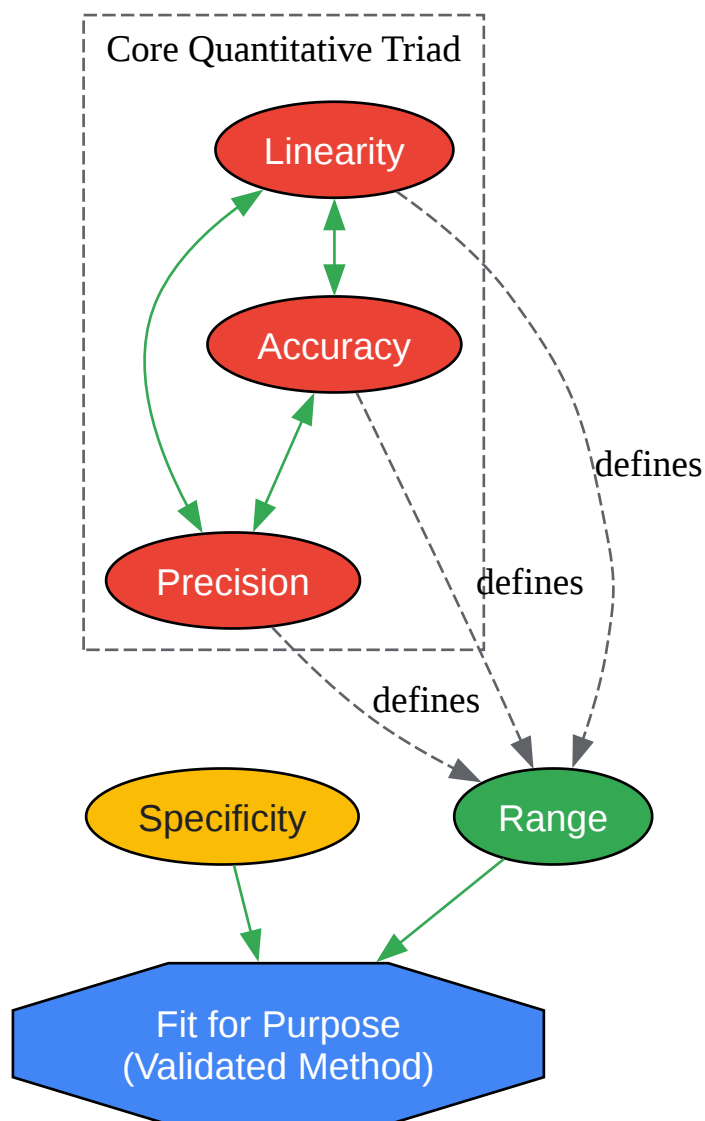 Core Quantitative Triad
Linearity
Accuracy
defines
Precision
defines
defines
Specificity
Range
Fit for Purpose
(Validated Method)